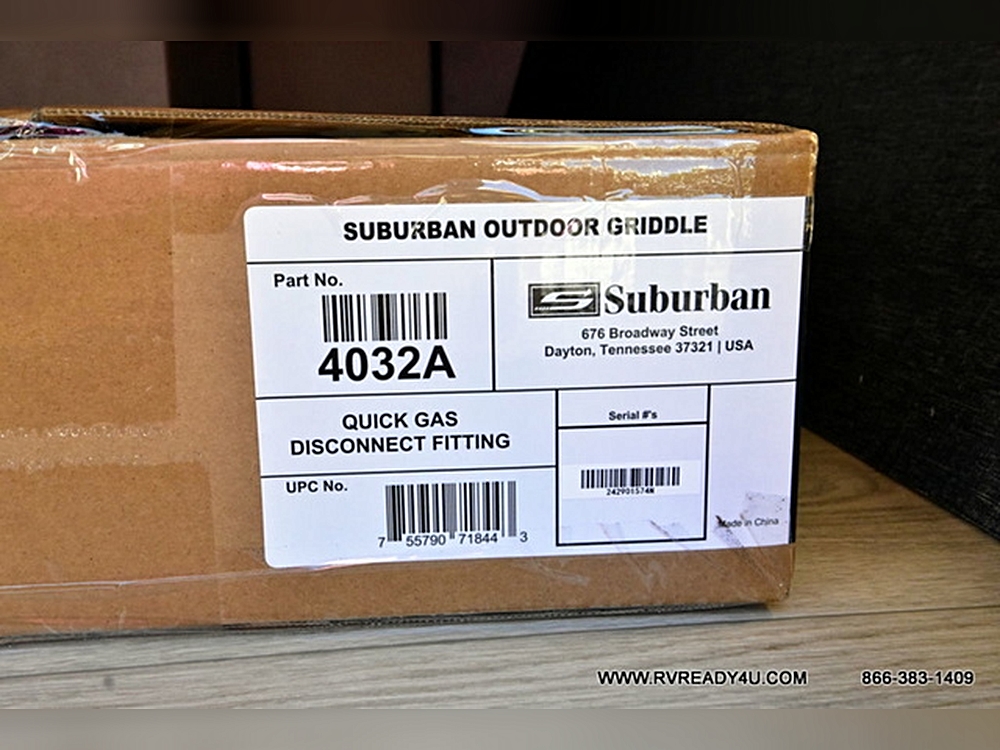 SUBURBAN OUTDOOR GRIDDLE
Part No.
4032A
Suburban
676 Broadway Street
Dayton, Tennessee 37321 | USA
QUICK GAS
DISCONNECT FITTING
Serial #'s
242901574N
UPC No.
7 55790 71844 3
Made in China
WWW.RVREADY4U.COM 866-383-1409